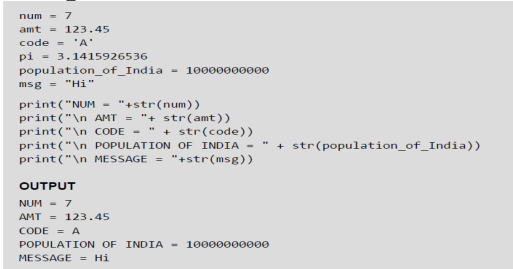 num = 7
amt = 123.45
code = 'A'
pi = 3.1415926536
population_of_India = 10000000000
msg = "Hi"
print("NUM = "+str(num))
print("\n AMT = "+ str(amt))
print("\n CODE = " + str(code))
print("\n POPULATION OF INDIA = " + str(population_of_India))
print("\n MESSAGE = "+str(msg))
OUTPUT
NUM = 7
AMT = 123.45
CODE = A
POPULATION OF INDIA = 10000000000
MESSAGE = Hi